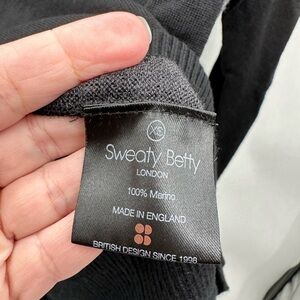 XS
Sweaty Betty
LONDON
100% Merino
MADE IN ENGLAND
BRITISH DESIGN SINCE 1998